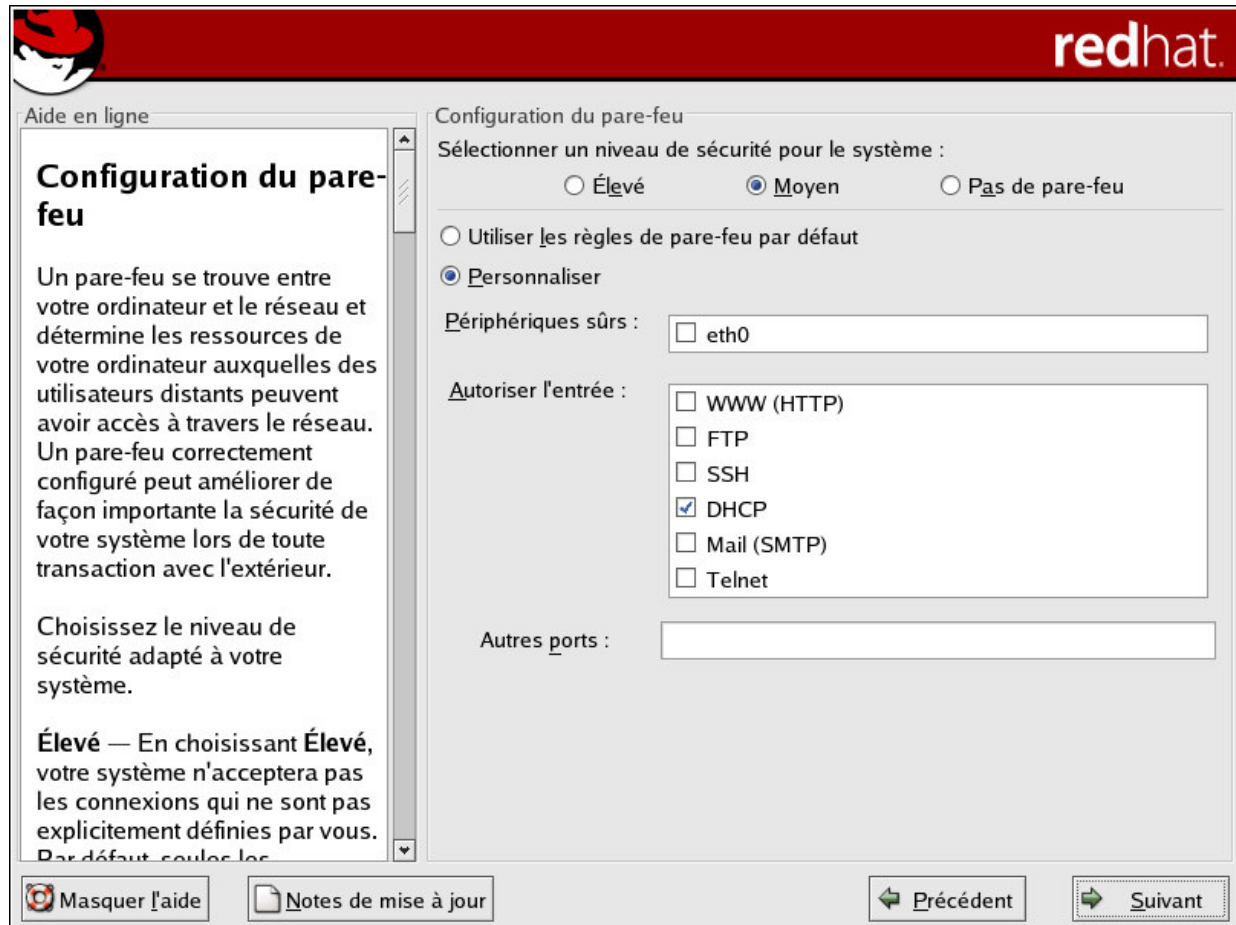 redhat.
Aide en ligne
Configuration du pare-
feu
Un pare-feu se trouve entre
votre ordinateur et le réseau et
détermine les ressources de
votre ordinateur auxquelles des
utilisateurs distants peuvent
avoir accès à travers le réseau.
Un pare-feu correctement
configuré peut améliorer de
façon importante la sécurité de
votre système lors de toute
transaction avec l'extérieur.
Choisissez le niveau de
sécurité adapté à votre
système.
Élevé — En choisissant Élevé,
votre système n'acceptera pas
les connexions qui ne sont pas
explicitement définies par vous.
Par défaut, seules les
Configuration du pare-feu
Sélectionner un niveau de sécurité pour le système :
Élevé Moyen Pas de pare-feu
Utiliser les règles de pare-feu par défaut
Personnaliser
Périphériques sûrs :
eth0
Autoriser l'entrée :
WWW (HTTP)
FTP
SSH
DHCP
Mail (SMTP)
Telnet
Autres ports :
Masquer l'aide Notes de mise à jour Précédent Suivant